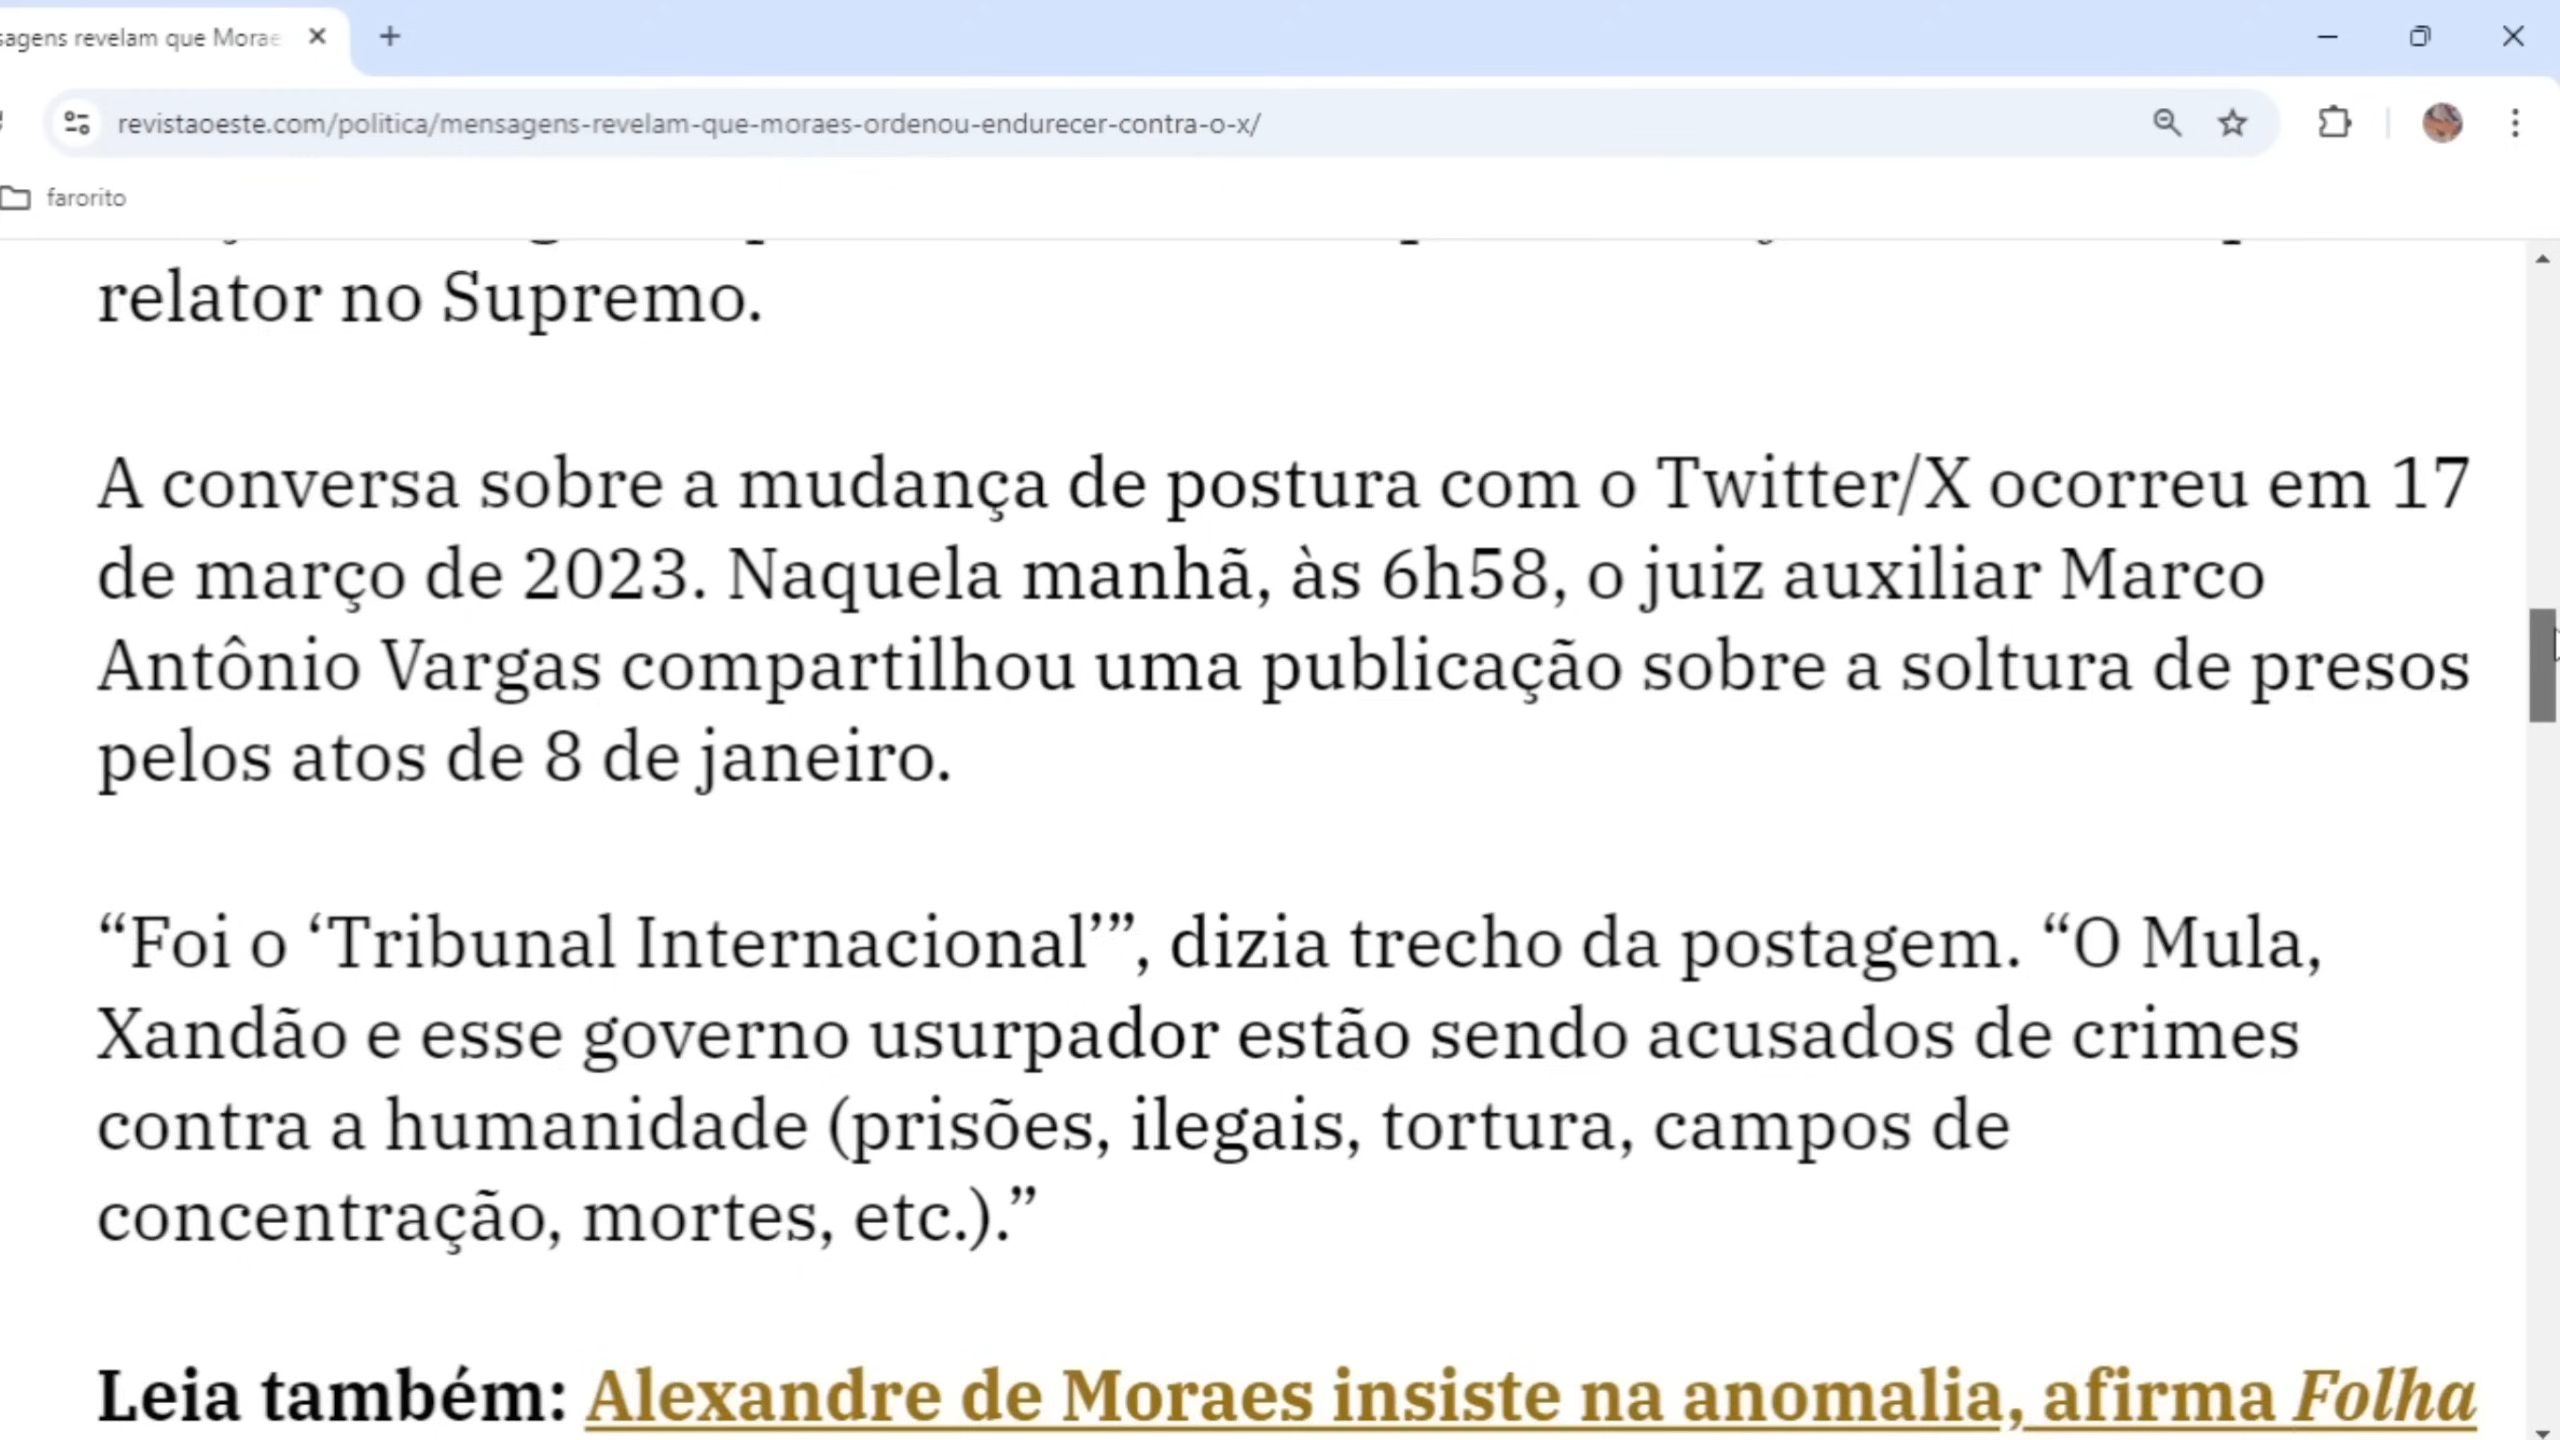 sagens revelam que Morae
revistaoeste.com/politica/mensagens-revelam-que-moraes-ordenou-endurecer-contra-o-x/
farorito
relator no Supremo.
A conversa sobre a mudança de postura com o Twitter/X ocorreu em 17
de março de 2023. Naquela manhã, às 6h58, o juiz auxiliar Marco
Antônio Vargas compartilhou uma publicação sobre a soltura de presos
pelos atos de 8 de janeiro.
“Foi o ‘Tribunal Internacional’”, dizia trecho da postagem. “O Mula,
Xandão e esse governo usurpador estão sendo acusados de crimes
contra a humanidade (prisões, ilegais, tortura, campos de
concentração, mortes, etc.).”
Leia também: Alexandre de Moraes insiste na anomalia, afirma Folha